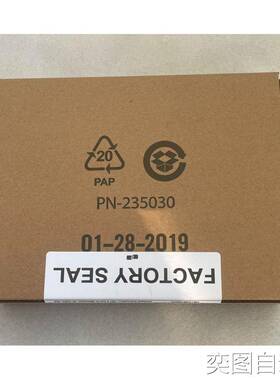 20
PAP
PN-235030
01-28-2019
FACTORY SEAL
奕图自